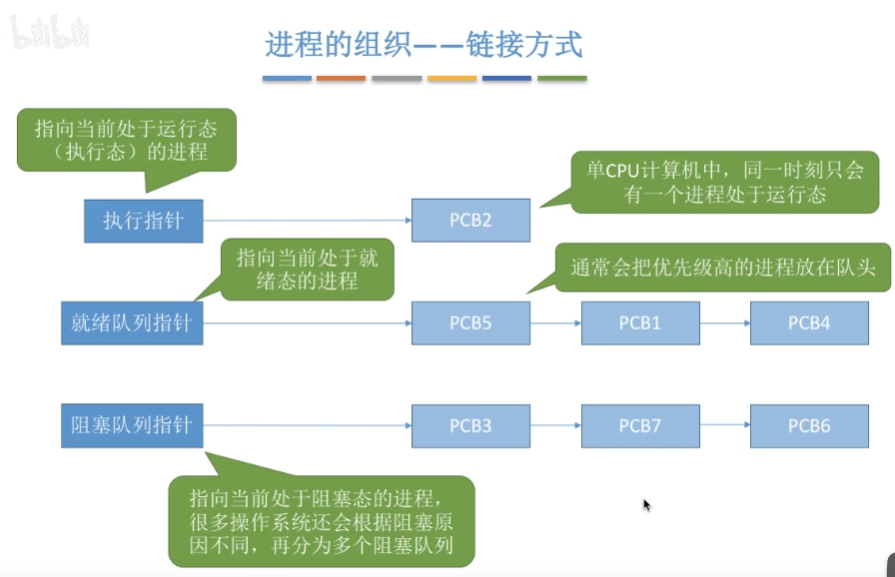 bilibili
进程的组织——链接方式
指向当前处于运行态
（执行态）的进程
单CPU计算机中，同一时刻只会
有一个进程处于运行态
执行指针
PCB2
指向当前处于就
绪态的进程
通常会把优先级高的进程放在队头
就绪队列指针
PCB5
PCB1
PCB4
阻塞队列指针
PCB3
PCB7
PCB6
指向当前处于阻塞态的进程，
很多操作系统还会根据阻塞原
因不同，再分为多个阻塞队列